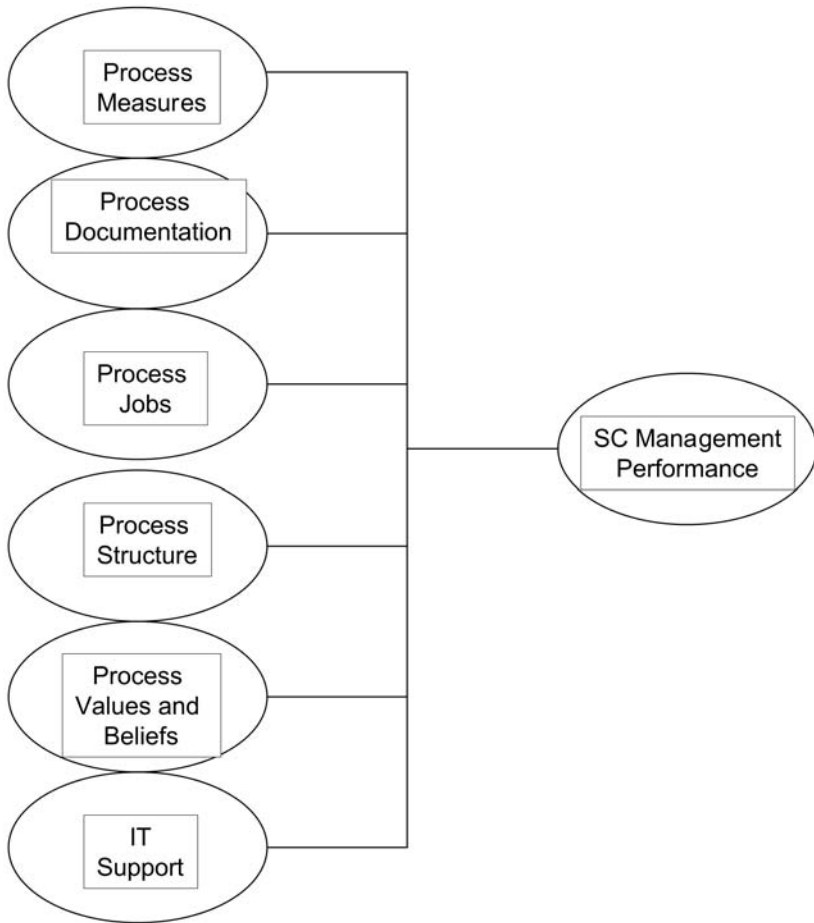 Process
Measures
Process
Documentation
Process
Jobs
Process
Structure
Process
Values and
Beliefs
IT
Support
SC Management
Performance